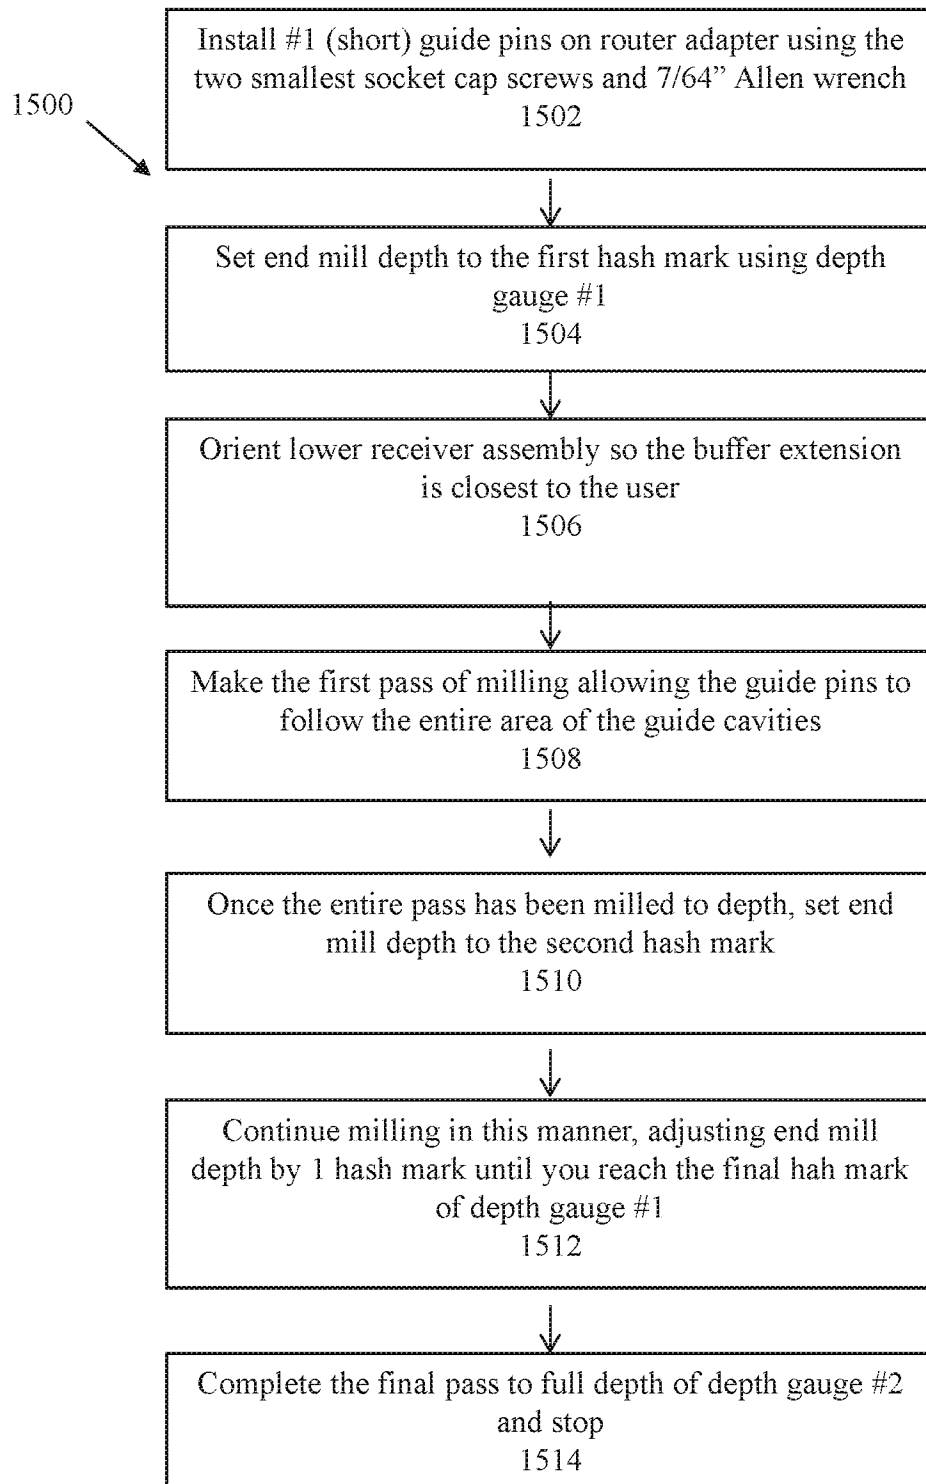 Install #1 (short) guide pins on router adapter using the
two smallest socket cap screws and 7/64” Allen wrench
1502
1500
Set end mill depth to the first hash mark using depth
gauge #1
1504
Orient lower receiver assembly so the buffer extension
is closest to the user
1506
Make the first pass of milling allowing the guide pins to
follow the entire area of the guide cavities
1508
Once the entire pass has been milled to depth, set end
mill depth to the second hash mark
1510
Continue milling in this manner, adjusting end mill
depth by 1 hash mark until you reach the final hah mark
of depth gauge #1
1512
Complete the final pass to full depth of depth gauge #2
and stop
1514